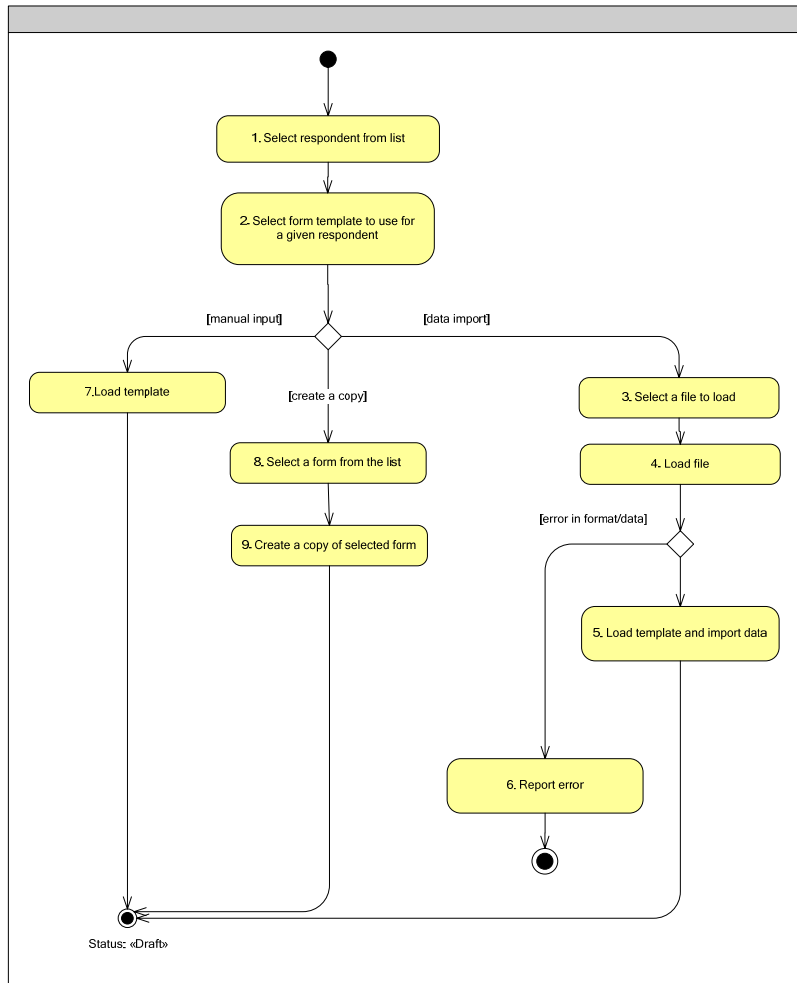 1. Select respondent from list
2. Select form template to use for
a given respondent
[manual input]
[data import]
7.Load template
[create a copy]
3. Select a file to load
8. Select a form from the list
4. Load file
[error in format/data]
9. Create a copy of selected form
5. Load template and import data
6. Report error
Status: «Draft»